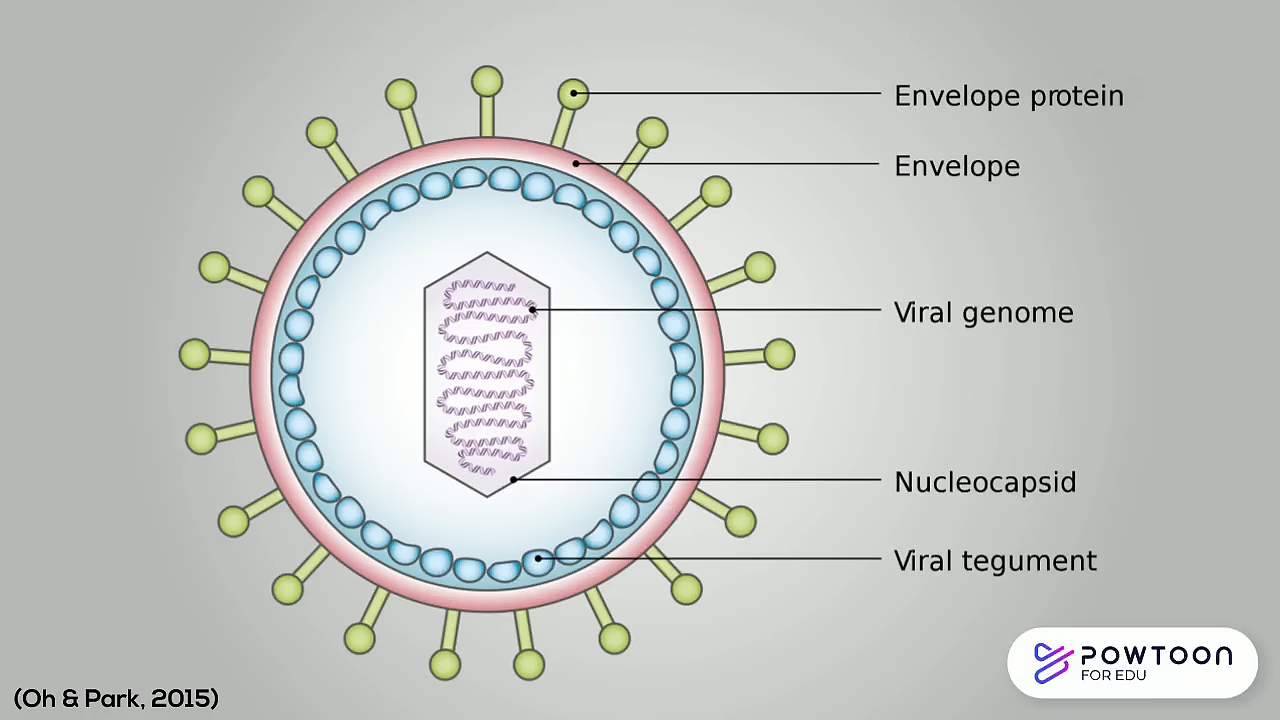 Envelope protein
Envelope
Viral genome
Nucleocapsid
Viral tegument
POWTOON
FOR EDU
(Oh & Park, 2015)